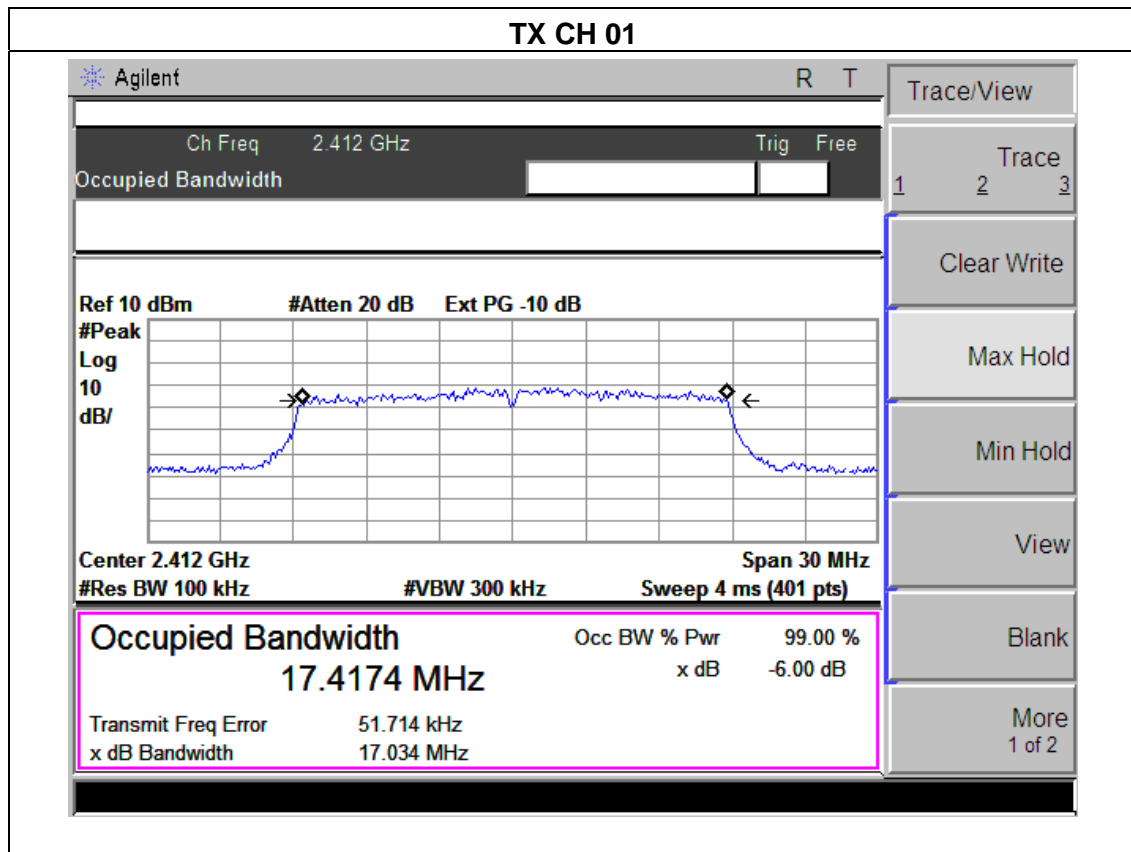 TX CH 01
Agilent R T
Trace/View
Ch Freq 2.412 GHz Trig Free
Occupied Bandwidth
Trace
1 2 3
Clear Write
Ref 10 dBm #Atten 20 dB Ext PG -10 dB
#Peak
Log
10
dB/
Max Hold
Min Hold
View
Center 2.412 GHz Span 30 MHz
#Res BW 100 kHz #VBW 300 kHz Sweep 4 ms (401 pts)
Occupied Bandwidth Occ BW % Pwr 99.00 %
17.4174 MHz x dB -6.00 dB
Blank
Transmit Freq Error 51.714 kHz
x dB Bandwidth 17.034 MHz
More
1 of 2